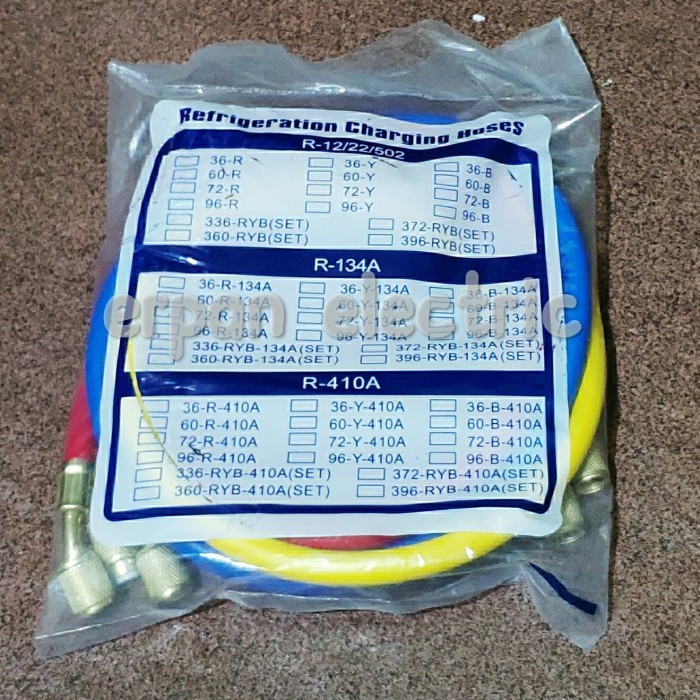 Refrigeration Charging Hoses
R-12/22/502
36-R 36-Y 36-B
60-R 60-Y 60-B
72-R 72-Y 72-B
96-R 96-Y 96-B
336-RYB(SET) 372-RYB(SET)
360-RYB(SET) 396-RYB(SET)
R-134A
36-R-134A 36-Y-134A 36-B-134A
60-R-134A 60-Y-134A 60-B-134A
erpin electric
72-R-134A 72-Y-134A 72-B-134A
96-R-134A 96-Y-134A 96-B-134A
336-RYB-134A(SET) 372-RYB-134A(SET)
360-RYB-134A(SET) 396-RYB-134A(SET)
R-410A
36-R-410A 36-Y-410A 36-B-410A
60-R-410A 60-Y-410A 60-B-410A
72-R-410A 72-Y-410A 72-B-410A
96-R-410A 96-Y-410A 96-B-410A
336-RYB-410A(SET) 372-RYB-410A(SET)
360-RYB-410A(SET) 396-RYB-410A(SET)
erpin electric